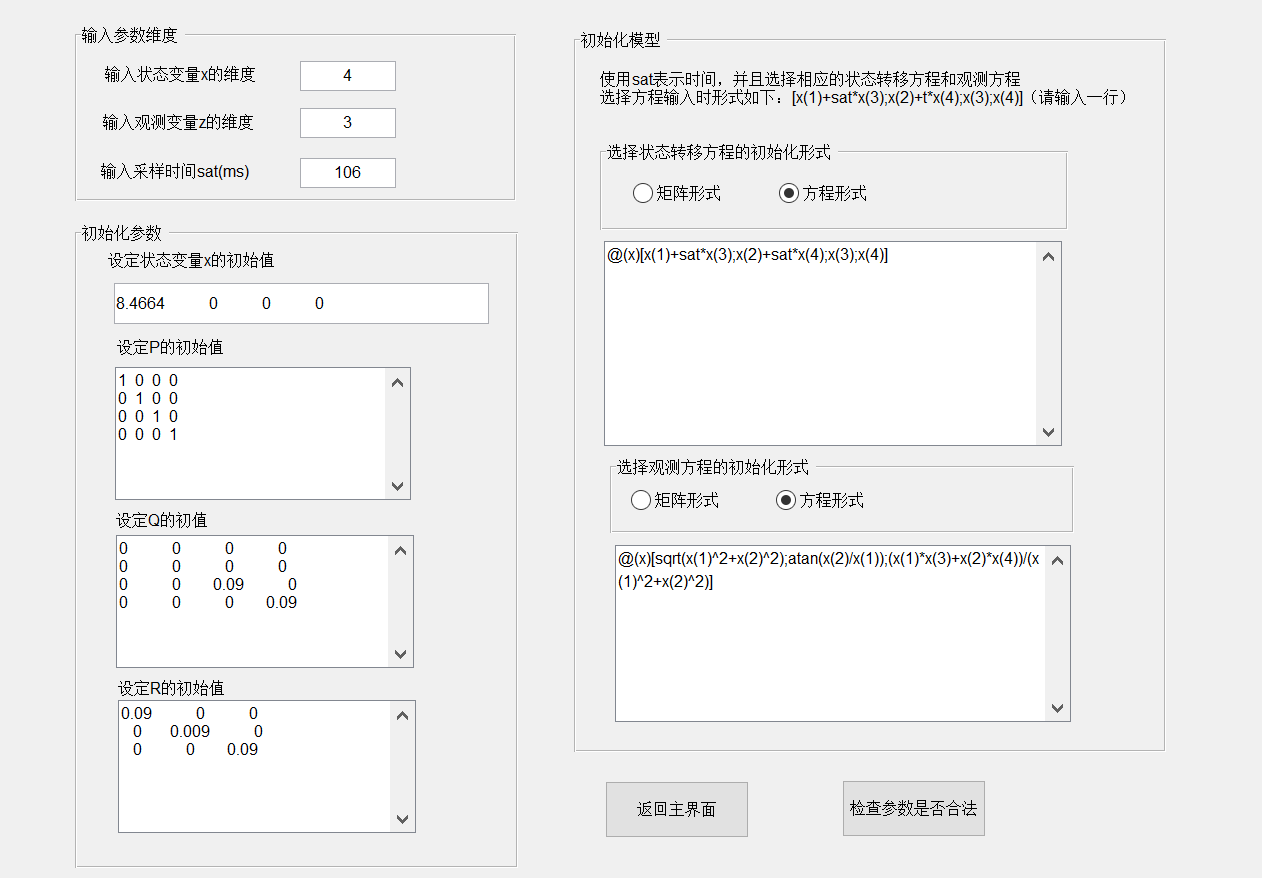 输入参数维度
输入状态变量x的维度
4
输入观测变量z的维度
3
输入采样时间sat(ms)
106
初始化参数
设定状态变量x的初始值
8.4664 0 0 0
设定P的初始值
1 0 0 0
0 1 0 0
0 0 1 0
0 0 0 1
设定Q的初值
0 0 0 0
0 0 0 0
0 0 0.09 0
0 0 0 0.09
设定R的初始值
0.09 0 0
0 0.009 0
0 0 0.09
初始化模型
使用sat表示时间，并且选择相应的状态转移方程和观测方程
选择方程输入时形式如下：[x(1)+sat*x(3);x(2)+t*x(4);x(3);x(4)]（请输入一行）
选择状态转移方程的初始化形式
矩阵形式 方程形式
@(x)[x(1)+sat*x(3);x(2)+sat*x(4);x(3);x(4)]
选择观测方程的初始化形式
矩阵形式 方程形式
@(x)[sqrt(x(1)^2+x(2)^2);atan(x(2)/x(1));(x(1)*x(3)+x(2)*x(4))/(x
(1)^2+x(2)^2)]
返回主界面
检查参数是否合法